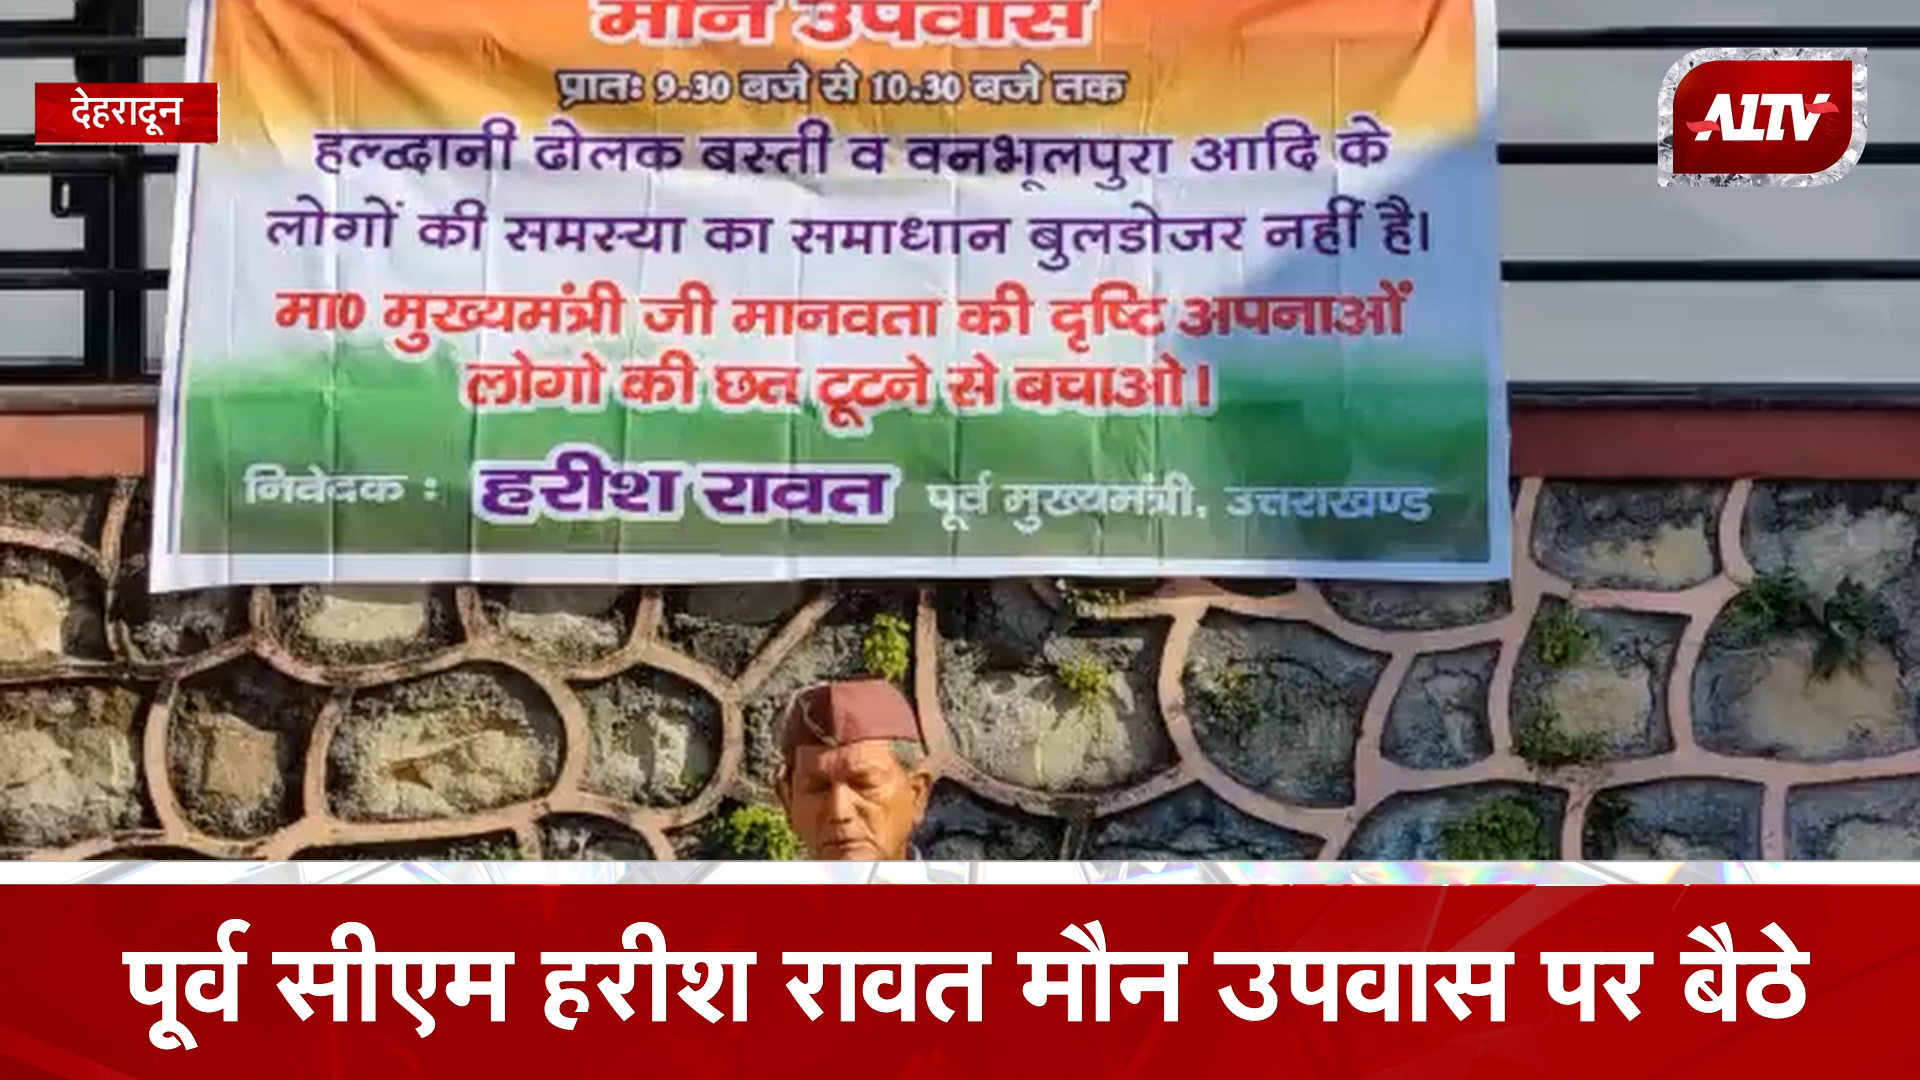 मौन उपवास
प्रातः 9.30 बजे से 10.30 बजे तक
देहरादून
A1TV
हल्द्वानी ढोलक बस्ती व वनभूलपुरा आदि के
लोगों की समस्या का समाधान बुलडोजर नहीं है।
मा0 मुख्यमंत्री जी मानवता की दृष्टि अपनाओं
लोगो की छत टूटने से बचाओ।
निवेदक : हरीश रावत पूर्व मुख्यमंत्री, उत्तराखण्ड
पूर्व सीएम हरीश रावत मौन उपवास पर बैठे